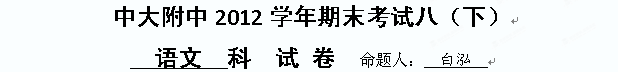 中大附中 2012 学年期末考试八（下）
语文 科 试 卷 命题人： 白泓